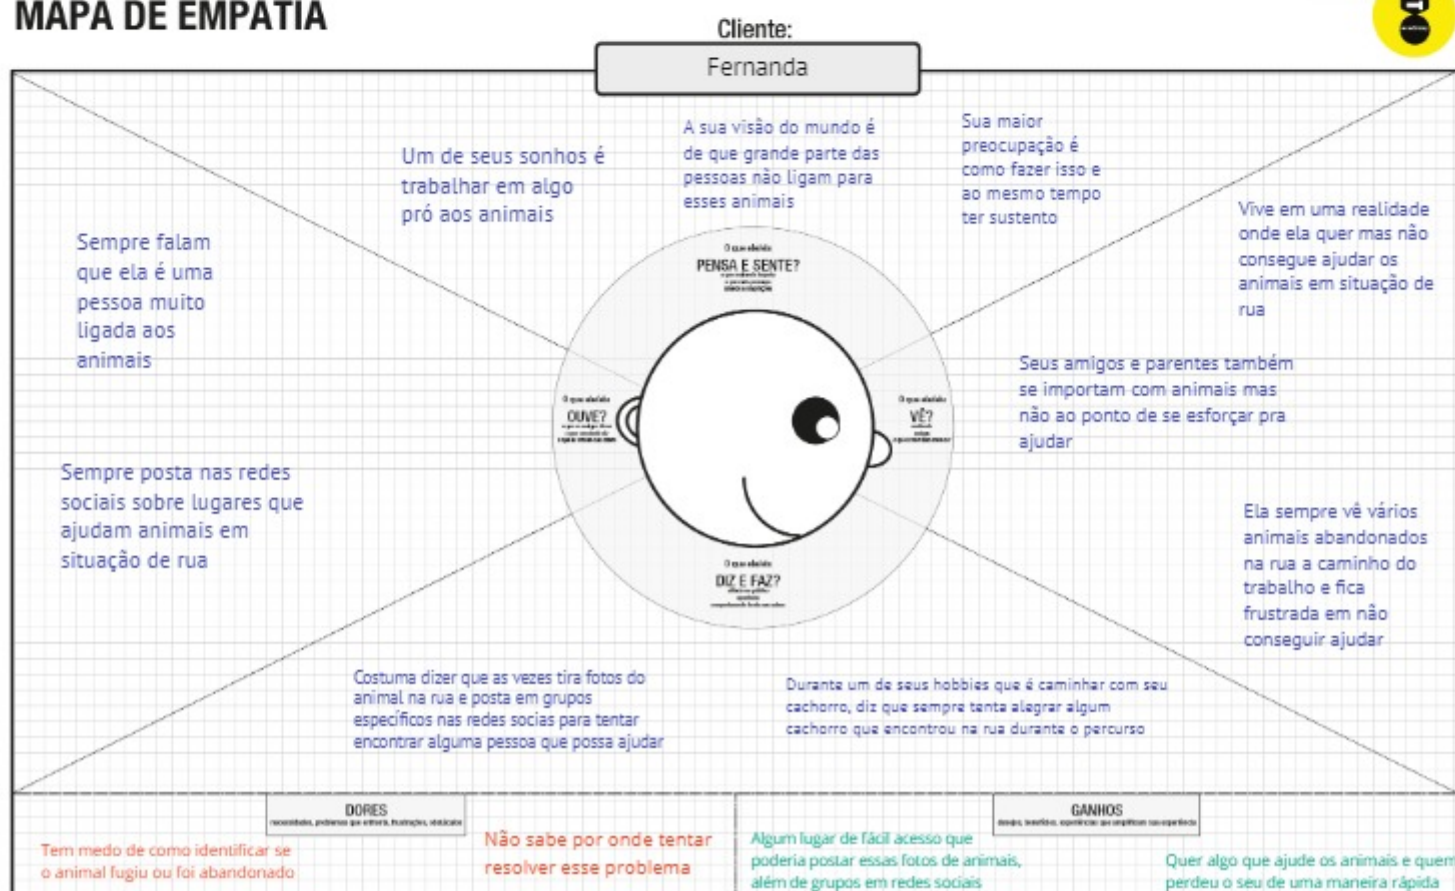 MAPA DE EMPATIA
Cliente:
Fernanda
Um de seus sonhos é
trabalhar em algo
pró aos animais
A sua visão do mundo é
de que grande parte das
pessoas não ligam para
esses animais
Sua maior
preocupação é
como fazer isso e
ao mesmo tempo
ter sustento
Sempre falam
que ela é uma
pessoa muito
ligada aos
animais
Vive em uma realidade
onde ela quer mas não
consegue ajudar os
animais em situação de
rua
PENSA E SENTE?
Seus amigos e parentes também
se importam com animais mas
não ao ponto de se esforçar pra
ajudar
OUVE?
VÊ?
Sempre posta nas redes
sociais sobre lugares que
ajudam animais em
situação de rua
Ela sempre vê vários
animais abandonados
na rua a caminho do
trabalho e fica
frustrada em não
conseguir ajudar
DIZ E FAZ?
Costuma dizer que as vezes tira fotos do
animal na rua e posta em grupos
específicos nas redes socias para tentar
encontrar alguma pessoa que possa ajudar
Durante um de seus hobbies que é caminhar com seu
cachorro, diz que sempre tenta alegrar algum
cachorro que encontrou na rua durante o percurso
DORES
Tem medo de como identificar se
o animal fugiu ou foi abandonado
Não sabe por onde tentar
resolver esse problema
GANHOS
Algum lugar de fácil acesso que
poderia postar essas fotos de animais,
além de grupos em redes sociais
Quer algo que ajude os animais e quem
perdeu o seu de uma maneira rápida